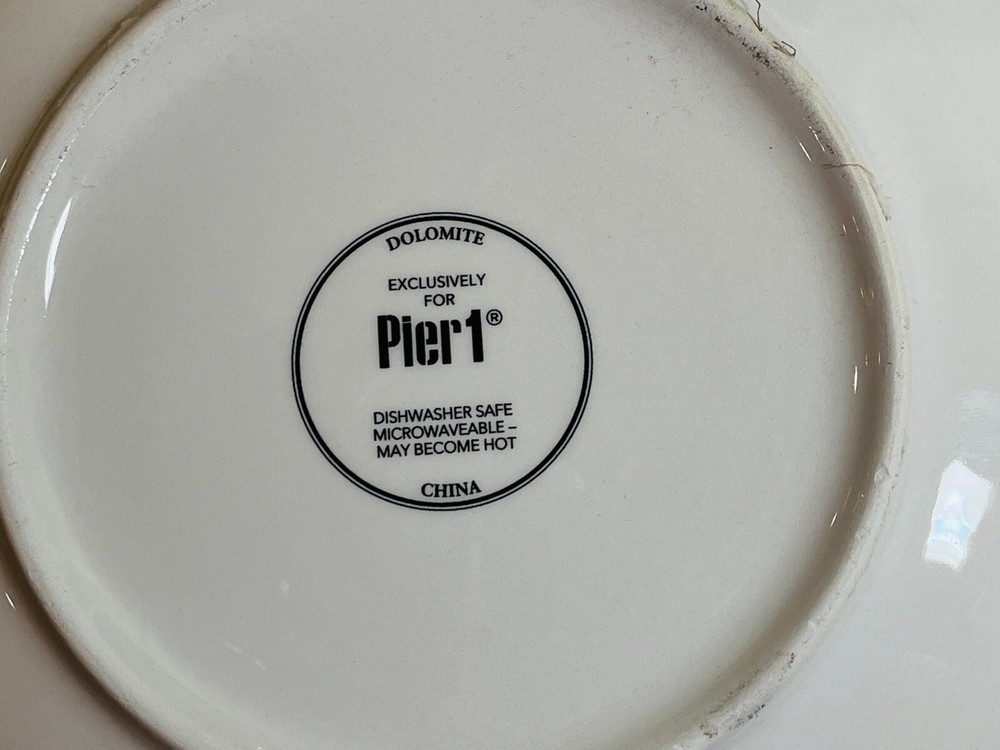 DOLOMITE
EXCLUSIVELY
FOR
Pier1®
DISHWASHER SAFE
MICROWAVEABLE –
MAY BECOME HOT
CHINA